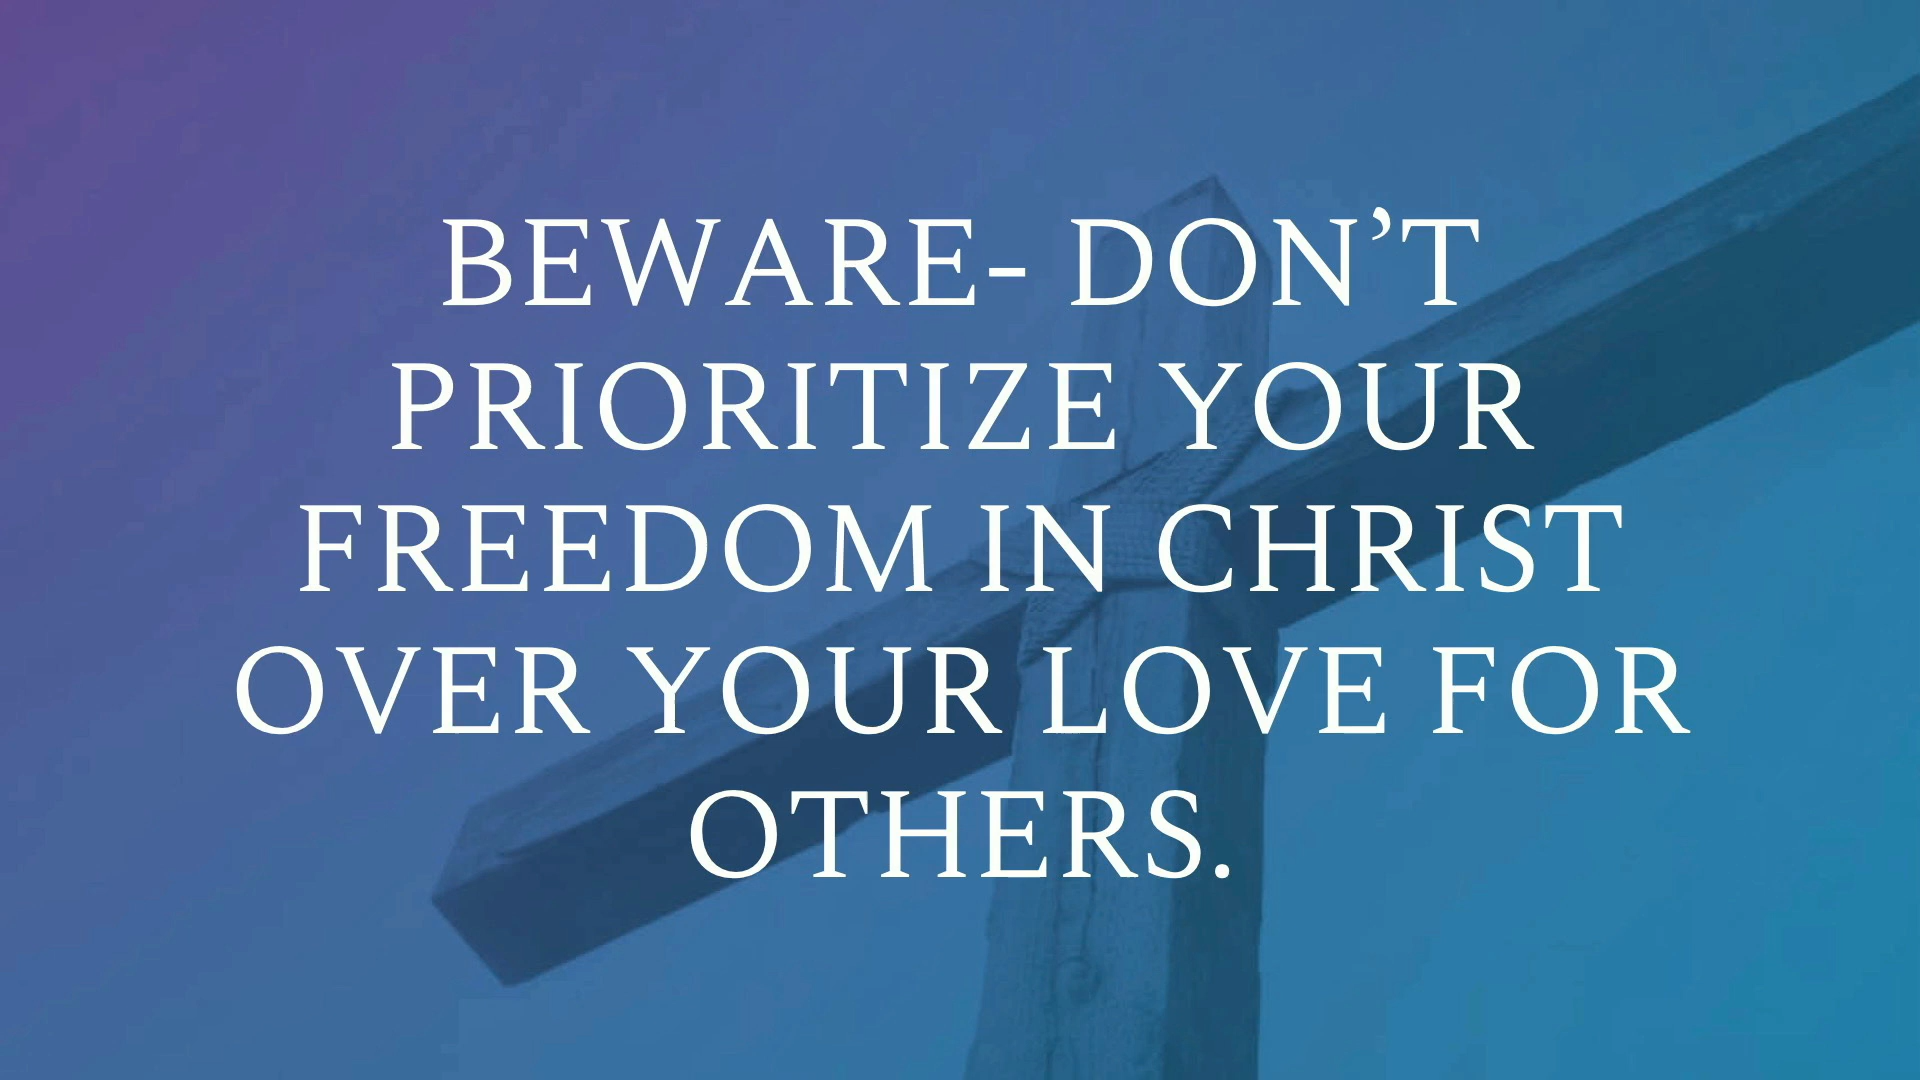 BEWARE- DON’T
PRIORITIZE YOUR
FREEDOM IN CHRIST
OVER YOUR LOVE FOR
OTHERS.